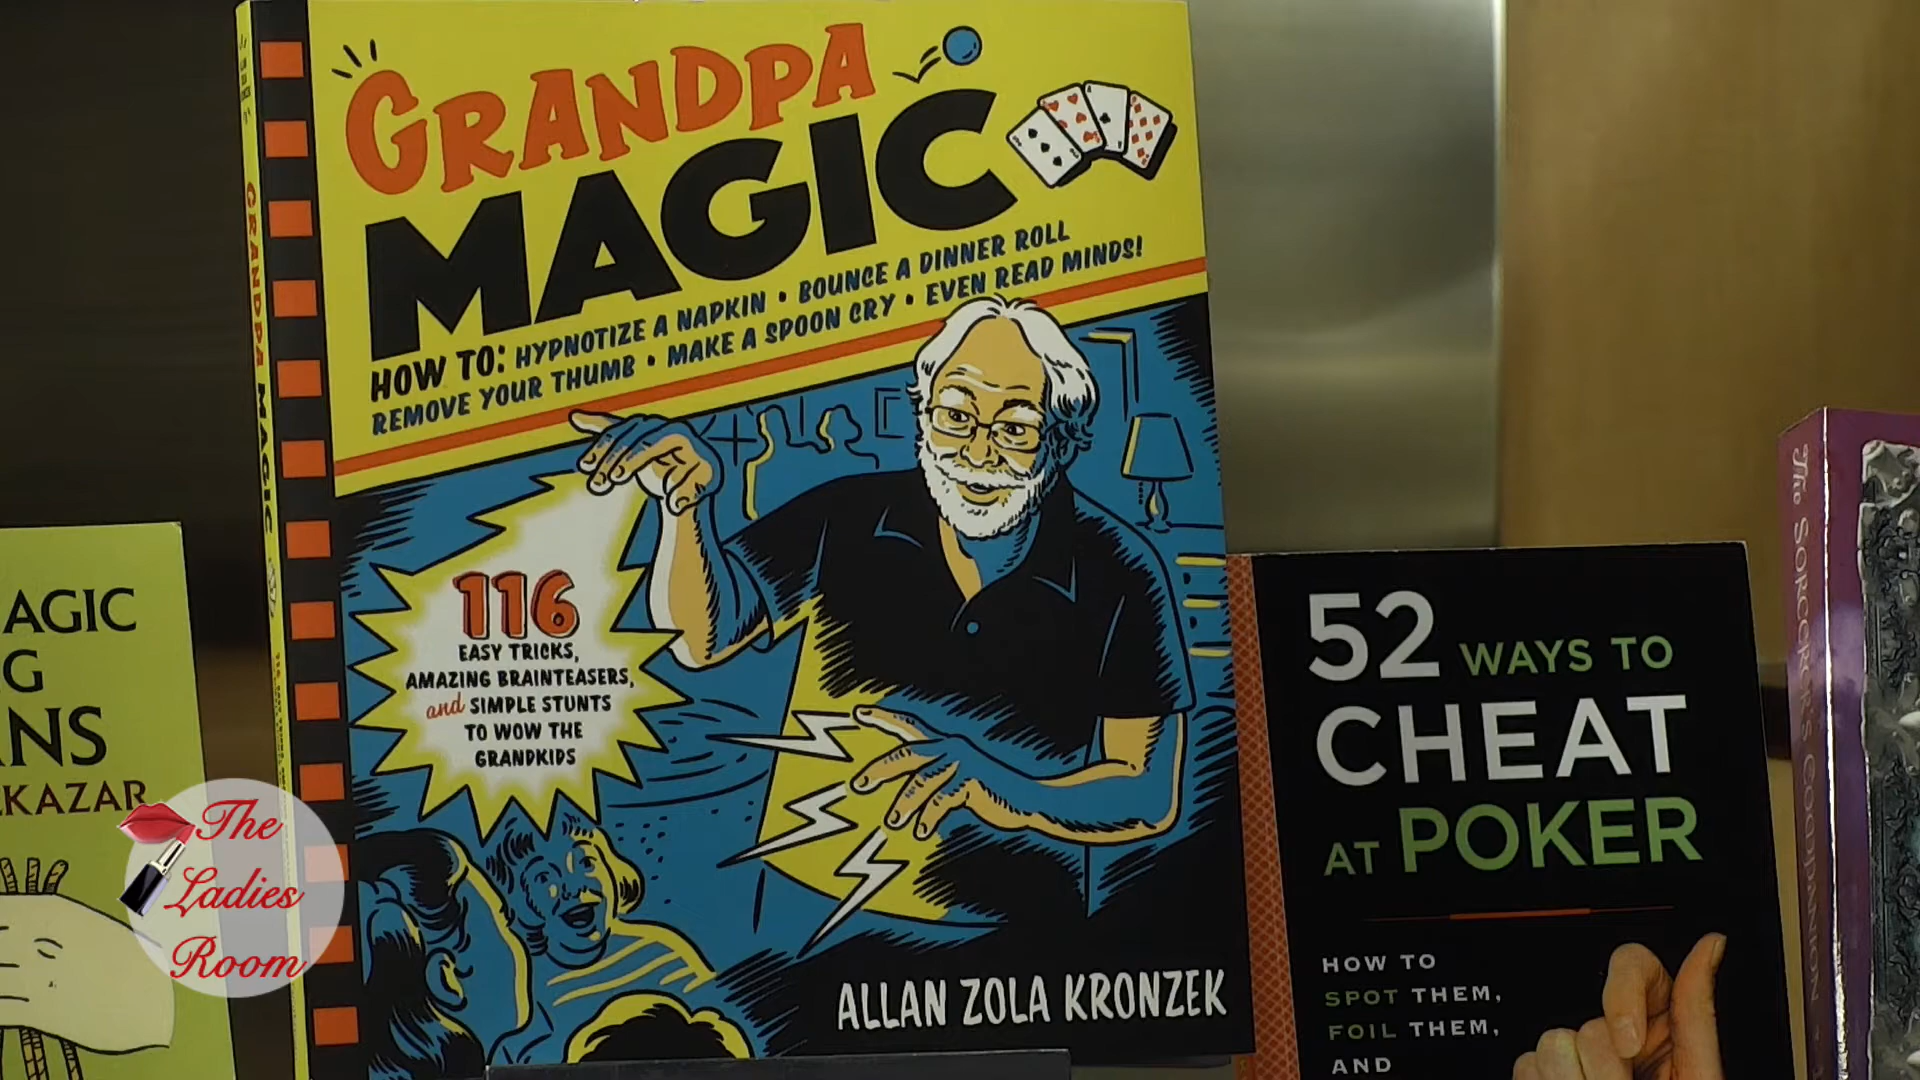 GRANDPA
MAGIC
HOW TO: HYPNOTIZE A NAPKIN • BOUNCE A DINNER ROLL
REMOVE YOUR THUMB • MAKE A SPOON CRY • EVEN READ MINDS!
116
EASY TRICKS,
AMAZING BRAINTEASERS,
and SIMPLE STUNTS
TO WOW THE
GRANDKIDS
ALLAN ZOLA KRONZEK
GRANDPA MAGIC
AGIC
G
ANS
LKAZAR
The
Ladies
Room
52 WAYS TO
CHEAT
AT POKER
HOW TO
SPOT THEM,
FOIL THEM,
AND
The SORCERER'S COMPANION